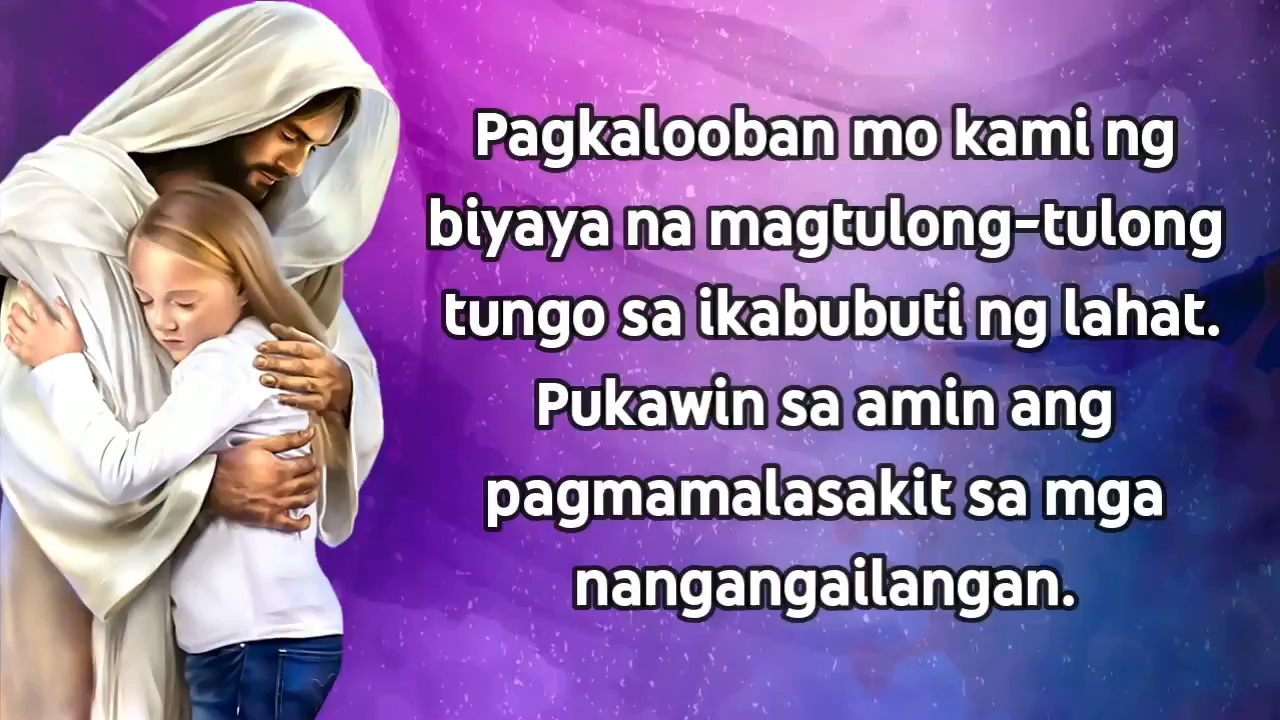 Pagkalooban mo kami ng
biyaya na magtulong-tulong
tungo sa ikabubuti ng lahat.
Pukawin sa amin ang
pagmamalasakit sa mga
nangangailangan.